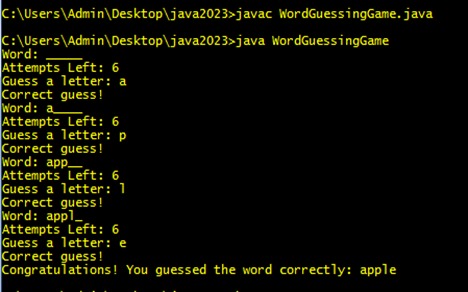 C:\Users\Admin\Desktop\java2023>javac WordGuessingGame.java
C:\Users\Admin\Desktop\java2023>java WordGuessingGame
Word: _____
Attempts Left: 6
Guess a letter: a
Correct guess!
Word: a____
Attempts Left: 6
Guess a letter: p
Correct guess!
Word: app__
Attempts Left: 6
Guess a letter: l
Correct guess!
Word: appl_
Attempts Left: 6
Guess a letter: e
Correct guess!
Congratulations! You guessed the word correctly: apple